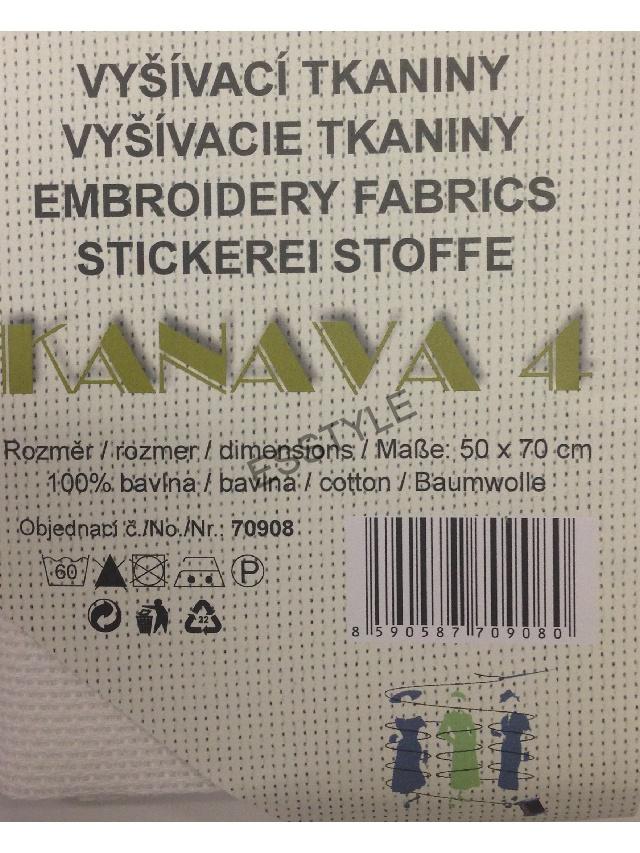 VYŠÍVACÍ TKANINY
VYŠÍVACIE TKANINY
EMBROIDERY FABRICS
STICKEREI STOFFE
KANAVA 4
ESSTYLE
Rozměr / rozmer / dimensions / Maße: 50 x 70 cm
100% bavlna / bavlna / cotton / Baumwolle
Objednací č./No./Nr.: 70908
60
P
22
8 590587 709080